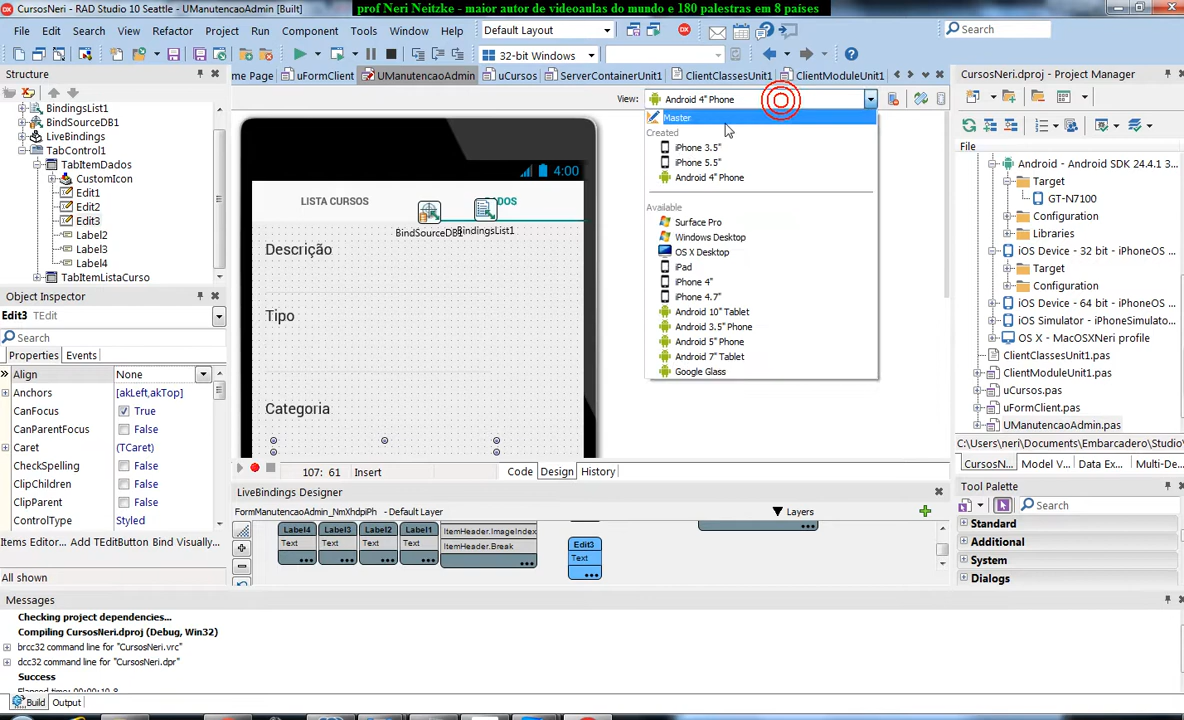 prof Neri Neitzke - maior autor de videoaulas do mundo e 180 palestras em 8 países
CursosNeri - RAD Studio 10 Seattle - UManutencaoAdmin [Built]
File Edit Search View Refactor Project Run Component Tools Window Help Default Layout Search
32-bit Windows
Structure
me Page uFormClient UManutencaoAdmin uCursos ServerContainerUnit1 ClientClassesUnit1 ClientModuleUnit1
CursosNeri.dproj - Project Manager
View: Android 4" Phone
BindingsList1
BindSourceDB1
LiveBindings
TabControl1
TabItemDados
CustomIcon
Edit1
Edit2
Edit3
Label2
Label3
Label4
TabItemListaCurso
Object Inspector
Edit3 TEdit
Search
Properties Events
Align None
Anchors [akLeft,akTop]
CanFocus True
CanParentFocus False
Caret (TCaret)
CheckSpelling False
ClipChildren False
ClipParent False
ControlType Styled
Items Editor... Add TEditButton Bind Visually...
All shown
4:00
LISTA CURSOS
DOS
BindSourceDB1
BindingsList1
Descrição
Tipo
Categoria
Master
Created
iPhone 3.5"
iPhone 5.5"
Android 4" Phone
Available
Surface Pro
Windows Desktop
OS X Desktop
iPad
iPhone 4"
iPhone 4.7"
Android 10" Tablet
Android 3.5" Phone
Android 5" Phone
Android 7" Tablet
Google Glass
107: 61 Insert Code Design History
LiveBindings Designer
FormManutencaoAdmin_NmXhdpiPh - Default Layer Layers
Label4 Label3 Label2 Label1 ItemHeader.ImageIndex
Text Text Text Text ItemHeader.Break
Edit3
Text
File
Android - Android SDK 24.4.1 3...
Target
GT-N7100
Configuration
Libraries
iOS Device - 32 bit - iPhoneOS ...
Target
Configuration
iOS Device - 64 bit - iPhoneOS ...
iOS Simulator - iPhoneSimulato...
OS X - MacOSXNeri profile
ClientClassesUnit1.pas
ClientModuleUnit1.pas
uCursos.pas
uFormClient.pas
UManutencaoAdmin.pas
C:\Users\neri\Documents\Embarcadero\Studio\
CursosN... Model V... Data Ex... Multi-De...
Tool Palette
Search
Standard
Additional
System
Dialogs
Messages
Checking project dependencies...
Compiling CursosNeri.dproj (Debug, Win32)
brcc32 command line for "CursosNeri.vrc"
dcc32 command line for "CursosNeri.dpr"
Success
Build Output